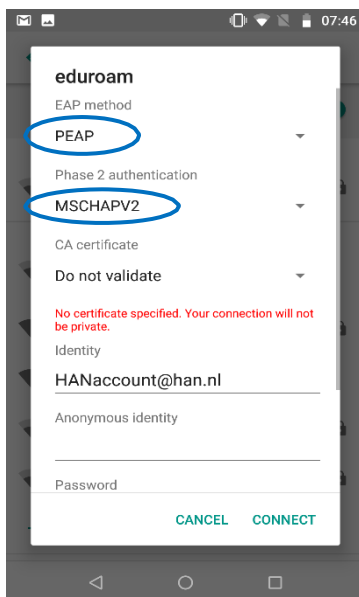 07:46
eduroam
EAP method
PEAP
Phase 2 authentication
MSCHAPV2
CA certificate
Do not validate
No certificate specified. Your connection will not
be private.
Identity
HANaccount@han.nl
Anonymous identity
Password
CANCEL CONNECT